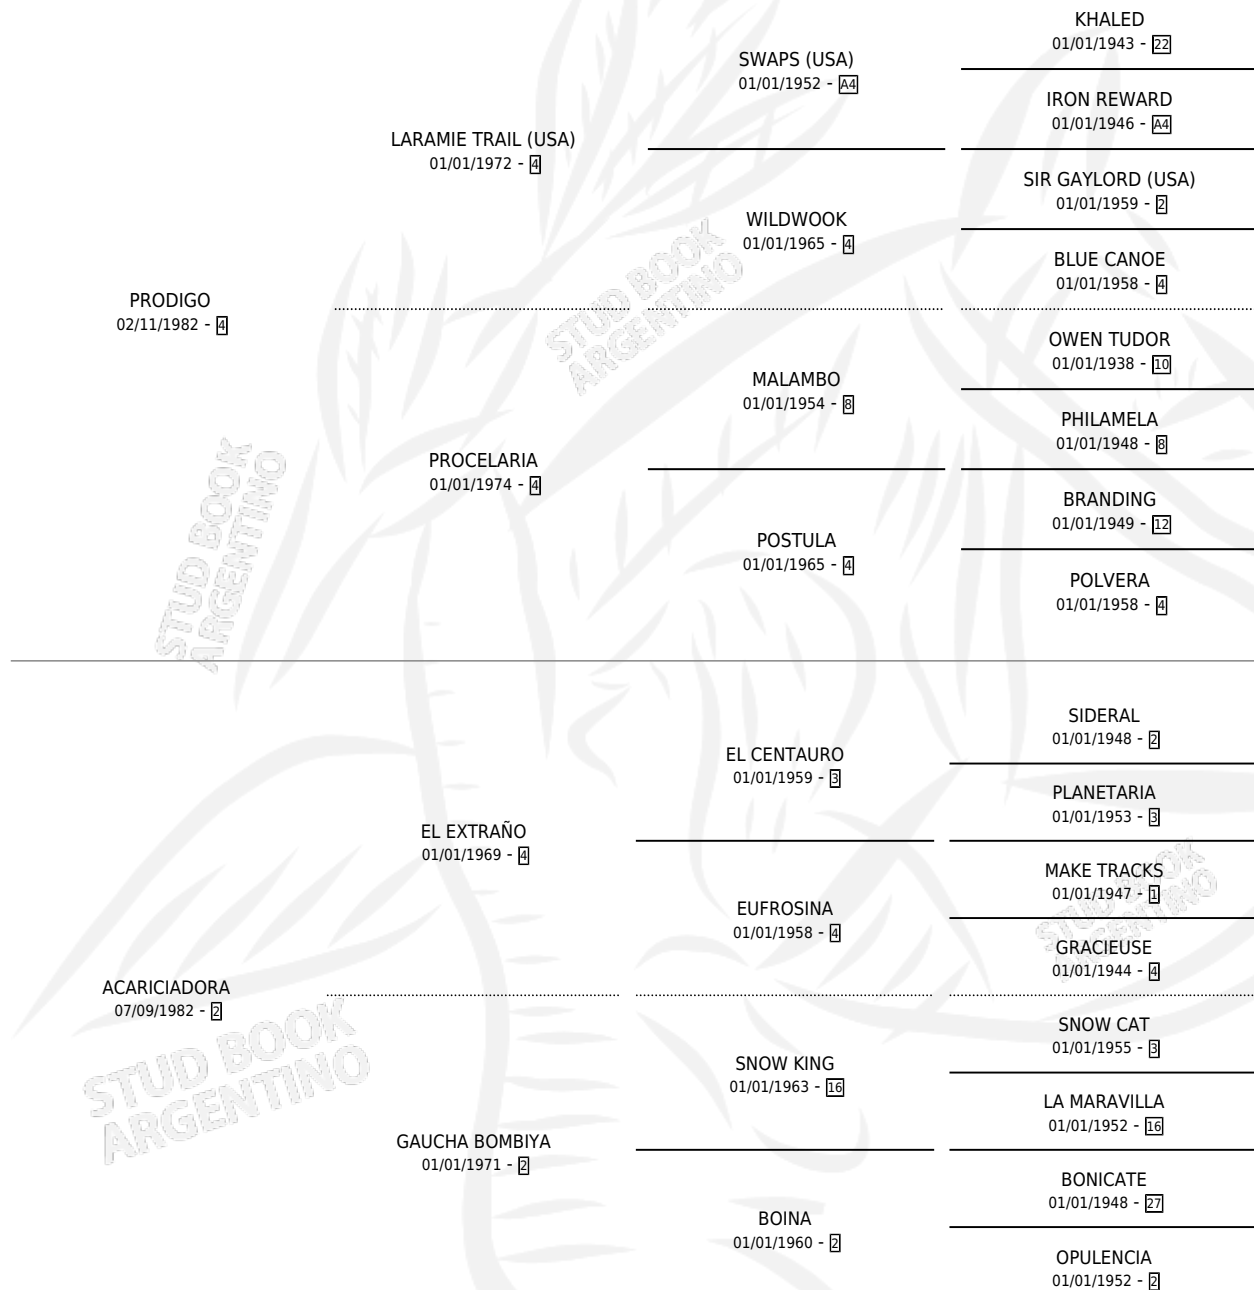 KHALED
01/01/1943 - 22
SWAPS (USA)
01/01/1952 - A4
IRON REWARD
01/01/1946 - A4
LARAMIE TRAIL (USA)
01/01/1972 - 4
SIR GAYLORD (USA)
01/01/1959 - 2
WILDWOOK
01/01/1965 - 4
BLUE CANOE
01/01/1958 - 4
PRODIGO
02/11/1982 - 4
STUD BOOK
ARGENTINO
OWEN TUDOR
01/01/1938 - 10
MALAMBO
01/01/1954 - 8
PHILAMELA
01/01/1948 - 8
PROCELARIA
01/01/1974 - 4
BRANDING
01/01/1949 - 12
POSTULA
01/01/1965 - 4
POLVERA
01/01/1958 - 4
STUD BOOK
ARGENTINO
SIDERAL
01/01/1948 - 2
EL CENTAURO
01/01/1959 - 3
PLANETARIA
01/01/1953 - 3
EL EXTRAÑO
01/01/1969 - 4
MAKE TRACKS
01/01/1947 - 1
EUFROSINA
01/01/1958 - 4
STUD BOOK
ARGENTINO
GRACIEUSE
01/01/1944 - 4
ACARICIADORA
07/09/1982 - 2
STUD BOOK
ARGENTINO
SNOW CAT
01/01/1955 - 3
SNOW KING
01/01/1963 - 16
LA MARAVILLA
01/01/1952 - 16
GAUCHA BOMBIYA
01/01/1971 - 2
BONICATE
01/01/1948 - 27
BOINA
01/01/1960 - 2
OPULENCIA
01/01/1952 - 2